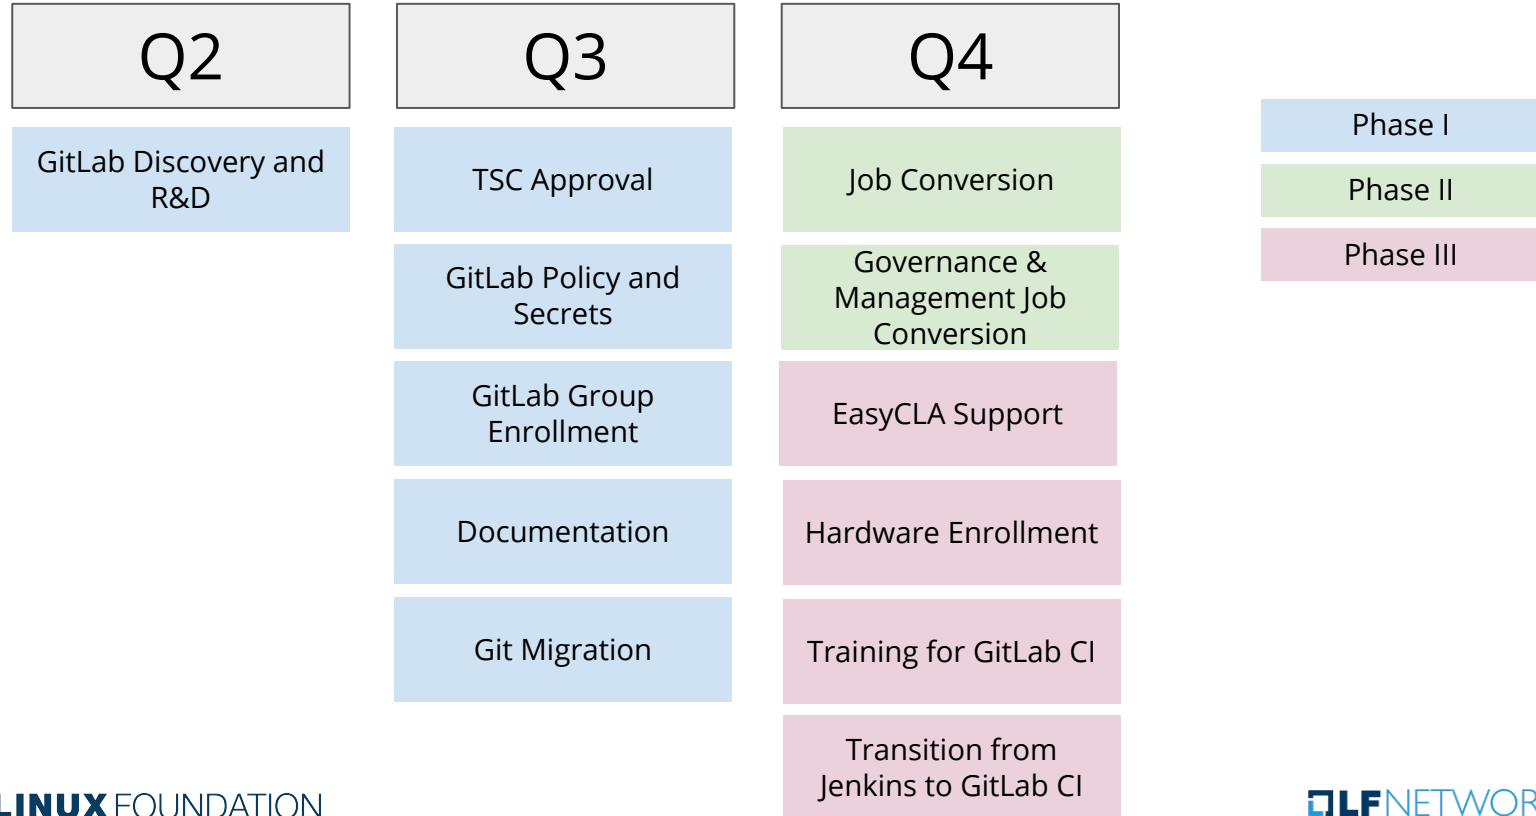 Q2
GitLab Discovery and
R&D
Q3
TSC Approval
GitLab Policy and
Secrets
GitLab Group
Enrollment
Documentation
Git Migration
Q4
Job Conversion
Governance &
Management Job
Conversion
EasyCLA Support
Hardware Enrollment
Training for GitLab CI
Transition from
Jenkins to GitLab CI
Phase I
Phase II
Phase III
LINUX FOUNDATION
LFNETWOR